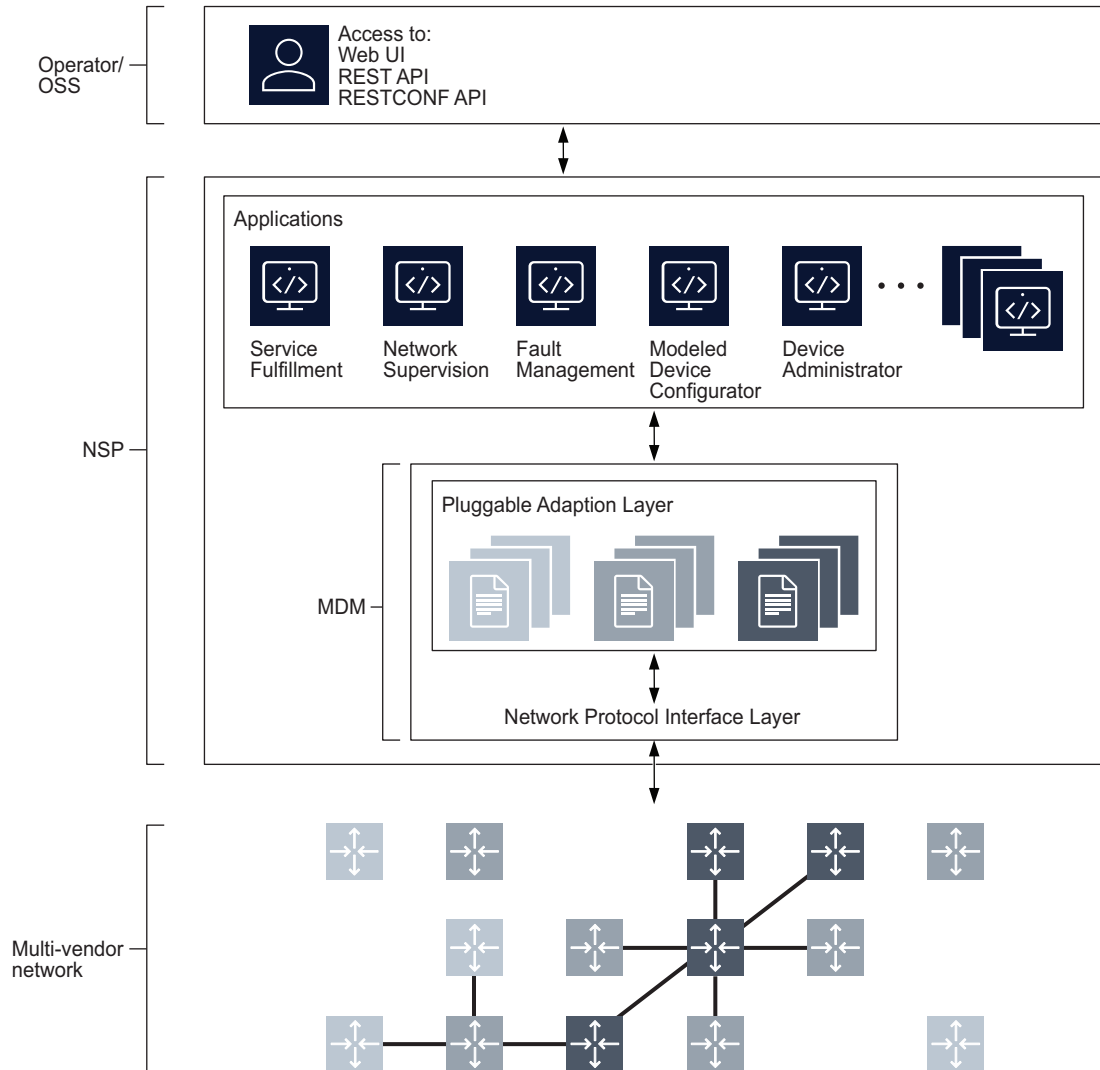 Operator/
OSS
Access to:
Web UI
REST API
RESTCONF API
NSP
Applications
Service
Fulfillment
Network
Supervision
Fault
Management
Modeled
Device
Configurator
Device
Administrator
MDM
Pluggable Adaption Layer
Network Protocol Interface Layer
Multi-vendor
network